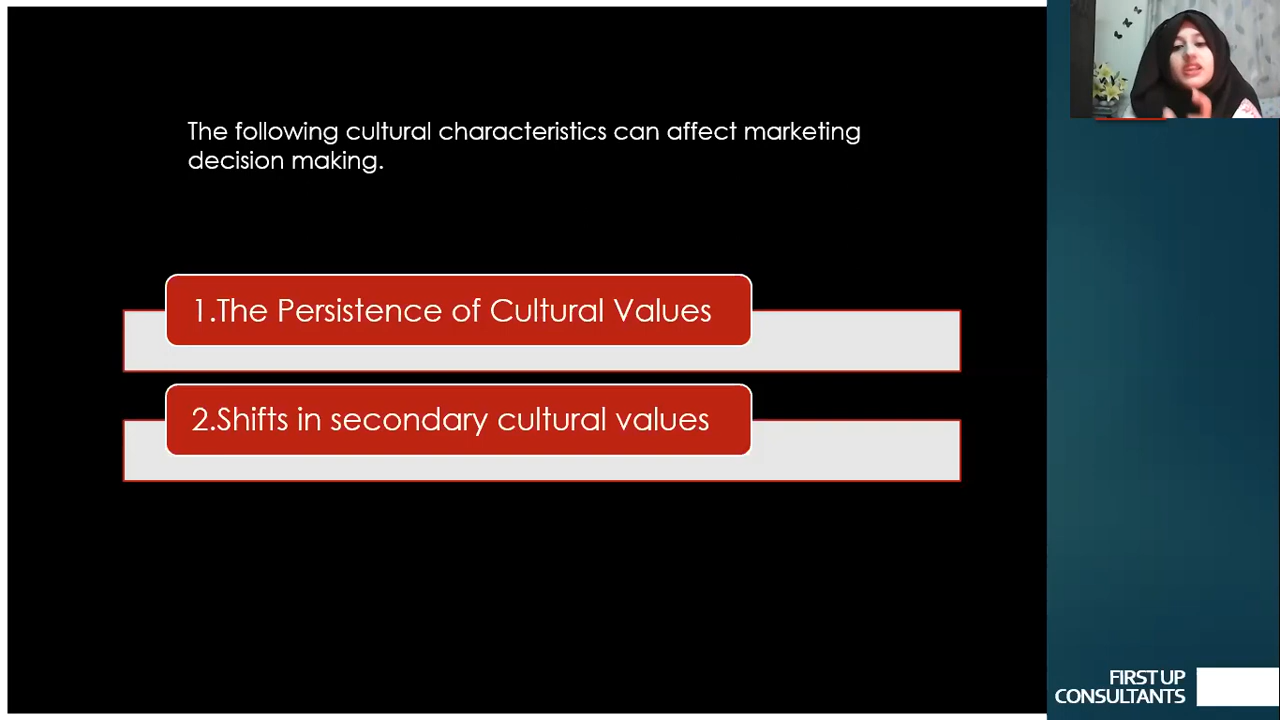 The following cultural characteristics can affect marketing
decision making.
1.The Persistence of Cultural Values
2.Shifts in secondary cultural values
FIRST UP
CONSULTANTS